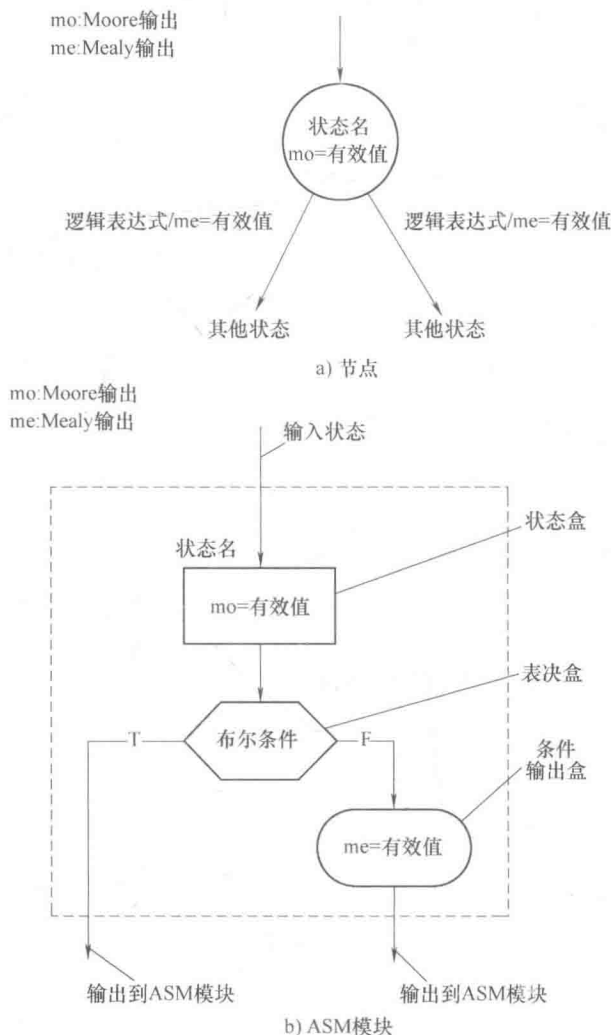 mo:Moore输出
me:Mealy输出
状态名
mo=有效值
逻辑表达式/me=有效值
逻辑表达式/me=有效值
其他状态
其他状态
a) 节点
mo:Moore输出
me:Mealy输出
输入状态
状态盒
状态名
mo=有效值
表决盒
T
布尔条件
F
条件
输出盒
me=有效值
输出到ASM模块
输出到ASM模块
b) ASM模块